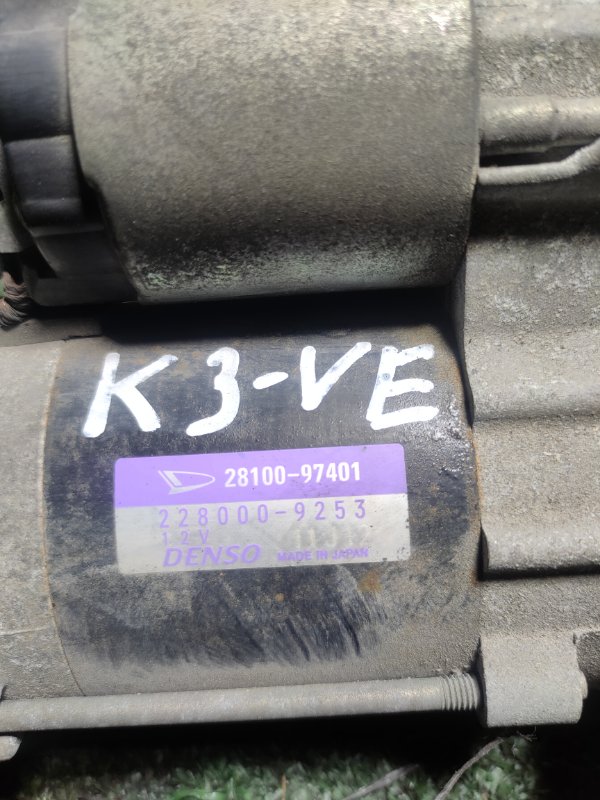 K3-VE
28100-97401
228000-9253
12V
DENSO MADE IN JAPAN